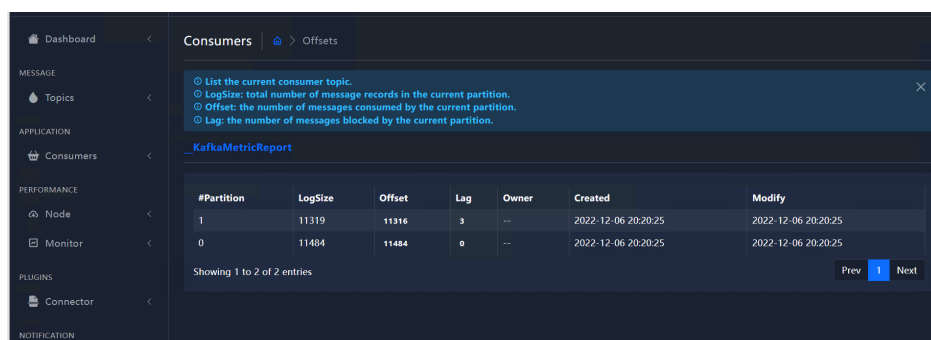 Dashboard
Consumers
> Offsets
MESSAGE
Topics
APPLICATION
Consumers
PERFORMANCE
Node
Monitor
PLUGINS
Connector
NOTIFICATION
List the current consumer topic.
LogSize: total number of message records in the current partition.
Offset: the number of messages consumed by the current partition.
Lag: the number of messages blocked by the current partition.
__KafkaMetricReport
#Partition LogSize Offset Lag Owner Created Modify
1 11319 11316 3 -- 2022-12-06 20:20:25 2022-12-06 20:20:25
0 11484 11484 0 -- 2022-12-06 20:20:25 2022-12-06 20:20:25
Showing 1 to 2 of 2 entries
Prev 1 Next